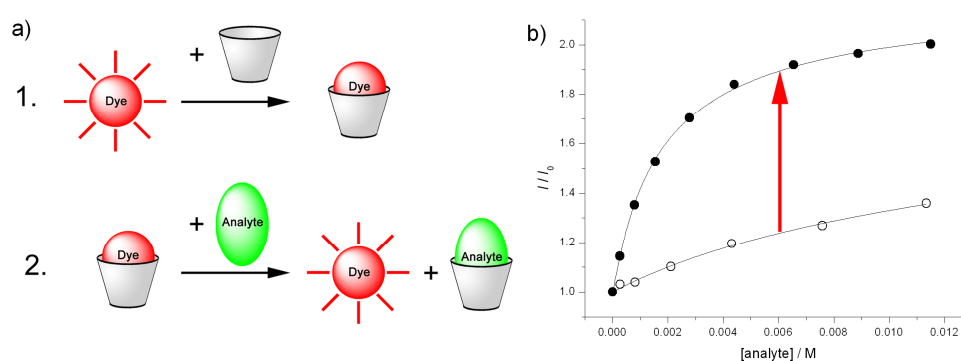 a)
1.
Dye
+
Dye
2.
Dye
+
Analyte
Dye
+
Analyte
b)
I / I0
2.0
1.8
1.6
1.4
1.2
1.0
0.000 0.002 0.004 0.006 0.008 0.010 0.012
[analyte] / M